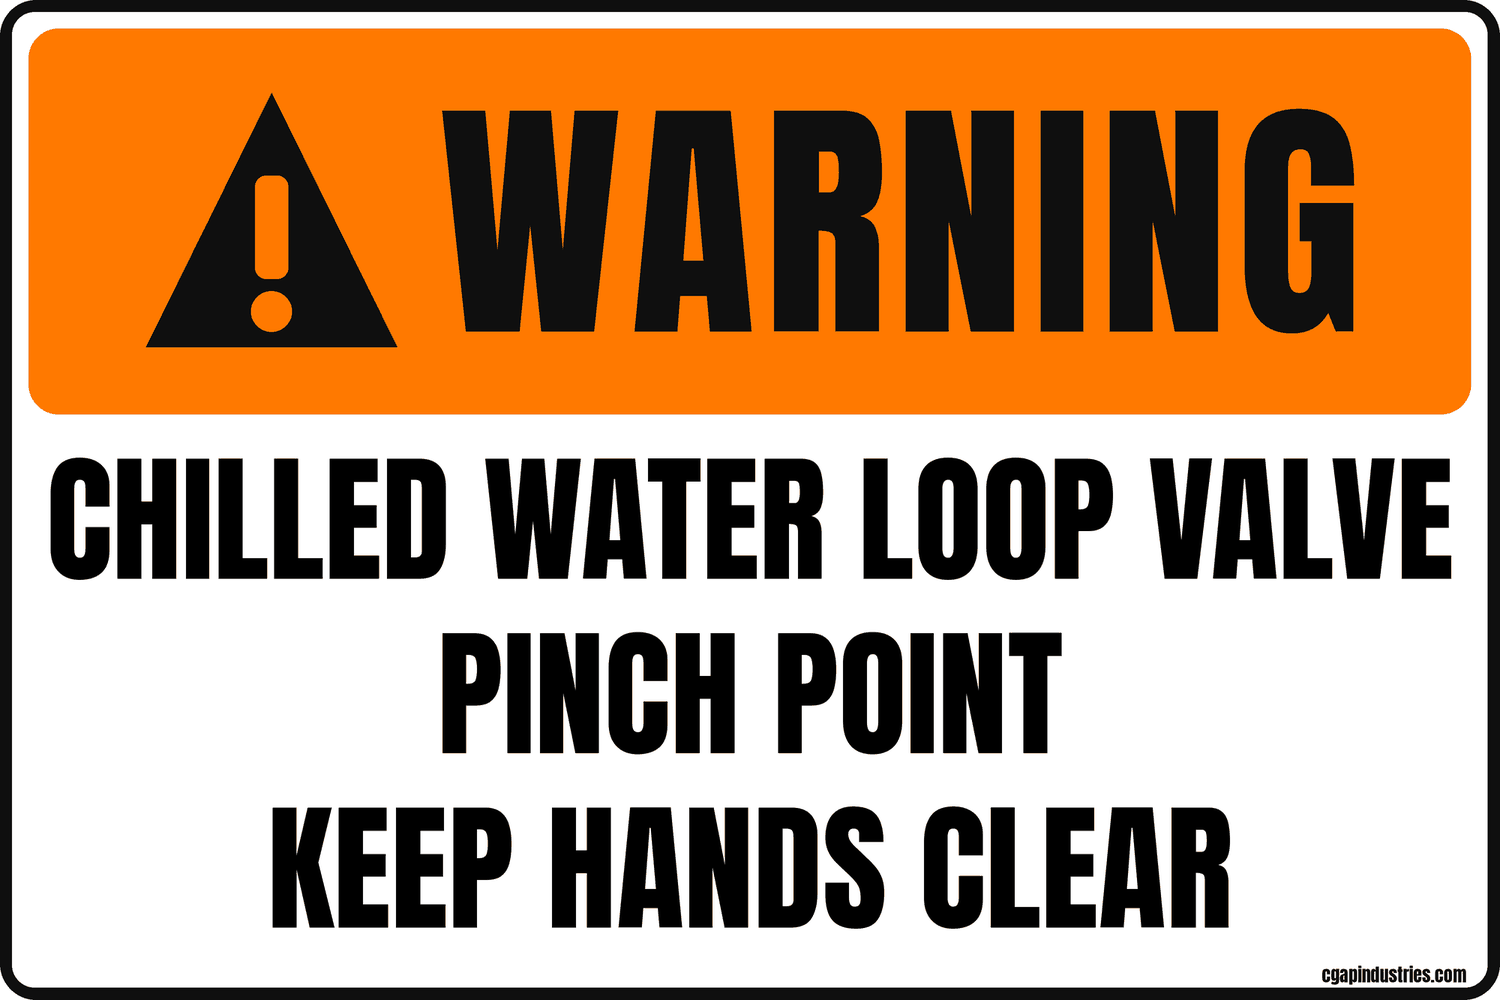 WARNING
CHILLED WATER LOOP VALVE
PINCH POINT
KEEP HANDS CLEAR
cgapindustries.com